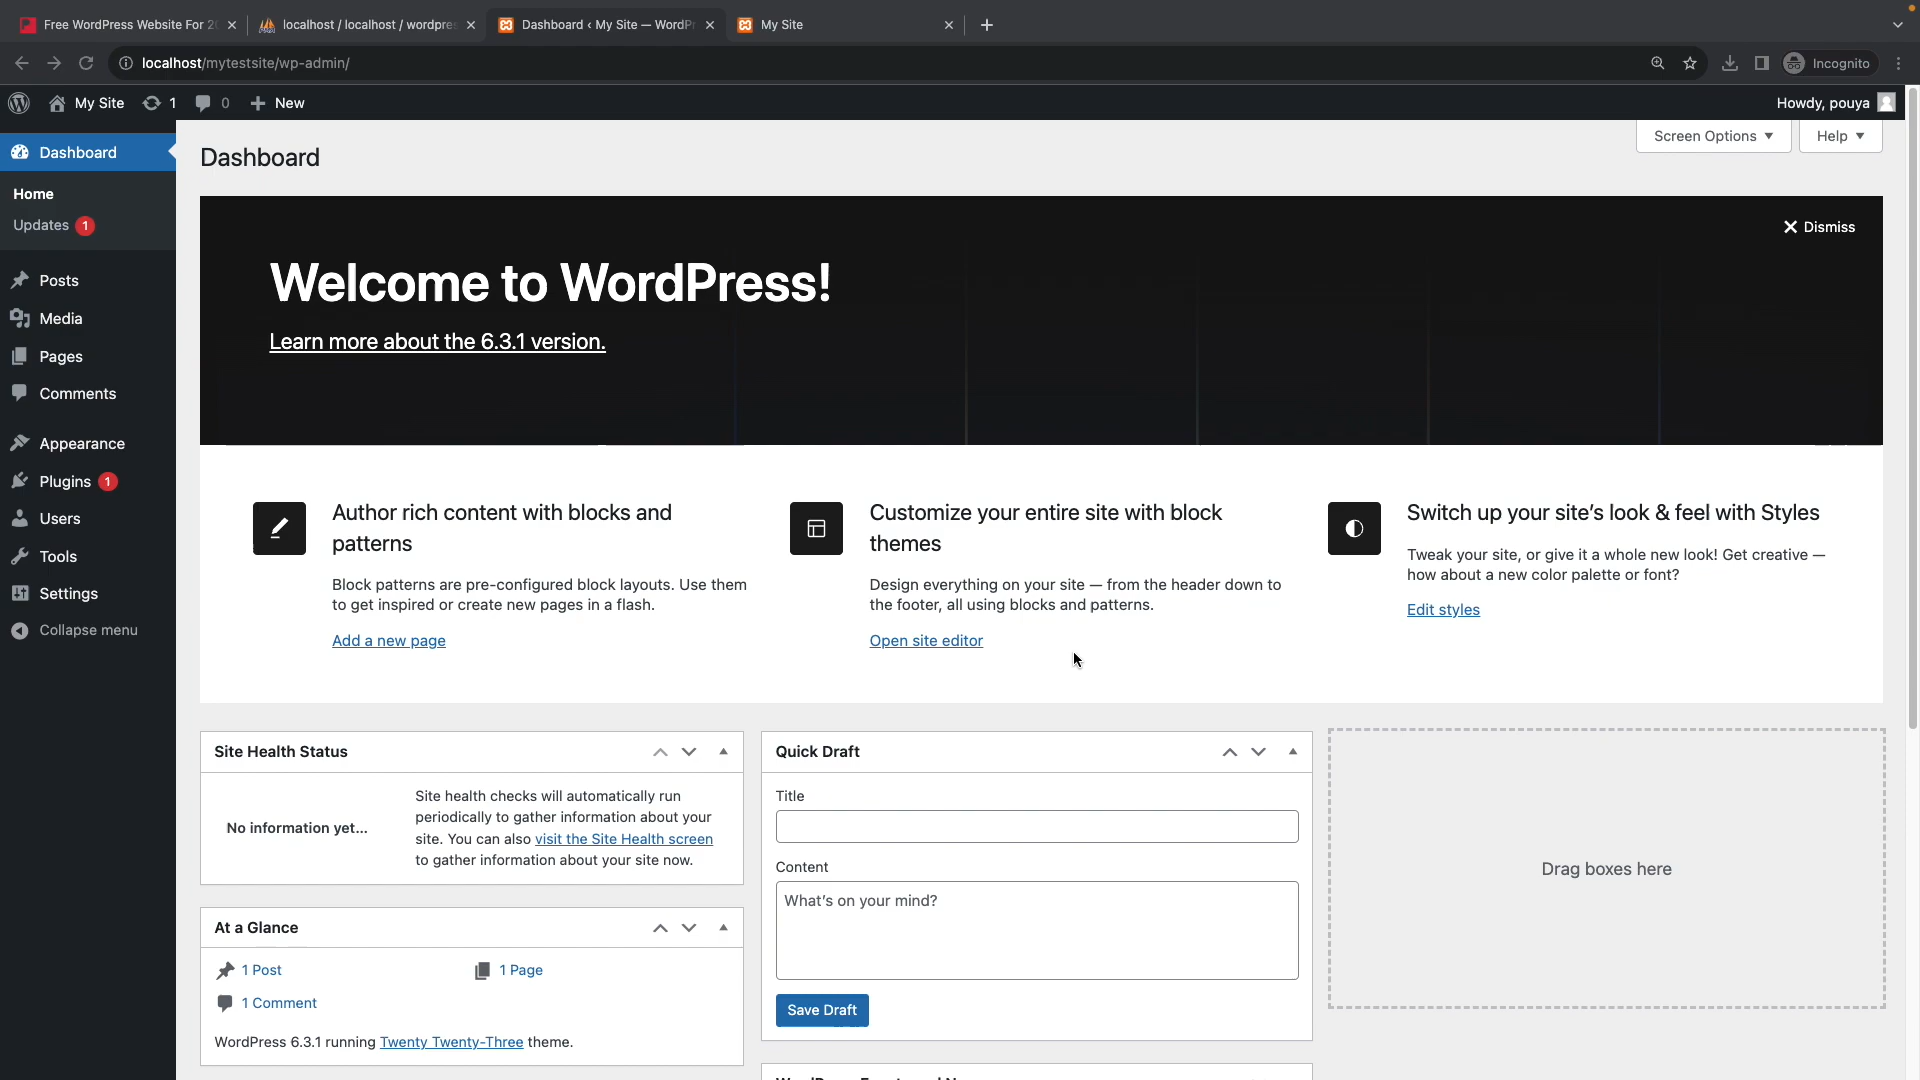 Free WordPress Website For 20
localhost / localhost / wordpres
Dashboard ‹ My Site — WordPr
My Site
localhost/mytestsite/wp-admin/
Incognito
My Site
1
0
New
Howdy, pouya
Dashboard
Home
Updates 1
Posts
Media
Pages
Comments
Appearance
Plugins 1
Users
Tools
Settings
Collapse menu
Dashboard
Screen Options
Help
Dismiss
Welcome to WordPress!
Learn more about the 6.3.1 version.
Author rich content with blocks and
patterns
Block patterns are pre-configured block layouts. Use them
to get inspired or create new pages in a flash.
Add a new page
Customize your entire site with block
themes
Design everything on your site — from the header down to
the footer, all using blocks and patterns.
Open site editor
Switch up your site’s look & feel with Styles
Tweak your site, or give it a whole new look! Get creative —
how about a new color palette or font?
Edit styles
Site Health Status
No information yet…
Site health checks will automatically run
periodically to gather information about your
site. You can also visit the Site Health screen
to gather information about your site now.
At a Glance
1 Post
1 Page
1 Comment
WordPress 6.3.1 running Twenty Twenty-Three theme.
Quick Draft
Title
Content
What’s on your mind?
Save Draft
Drag boxes here